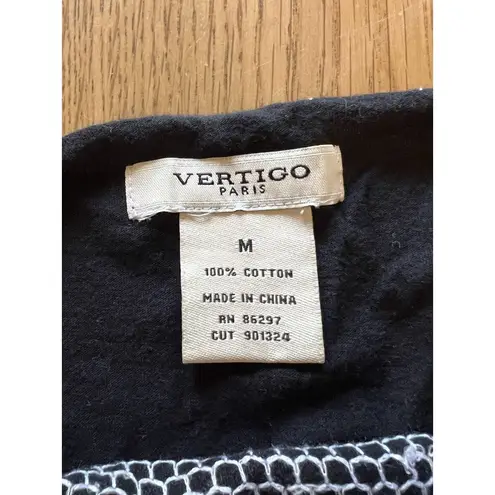 VERTIGO
PARIS
M
100% COTTON
MADE IN CHINA
RN 86297
CUT 901324